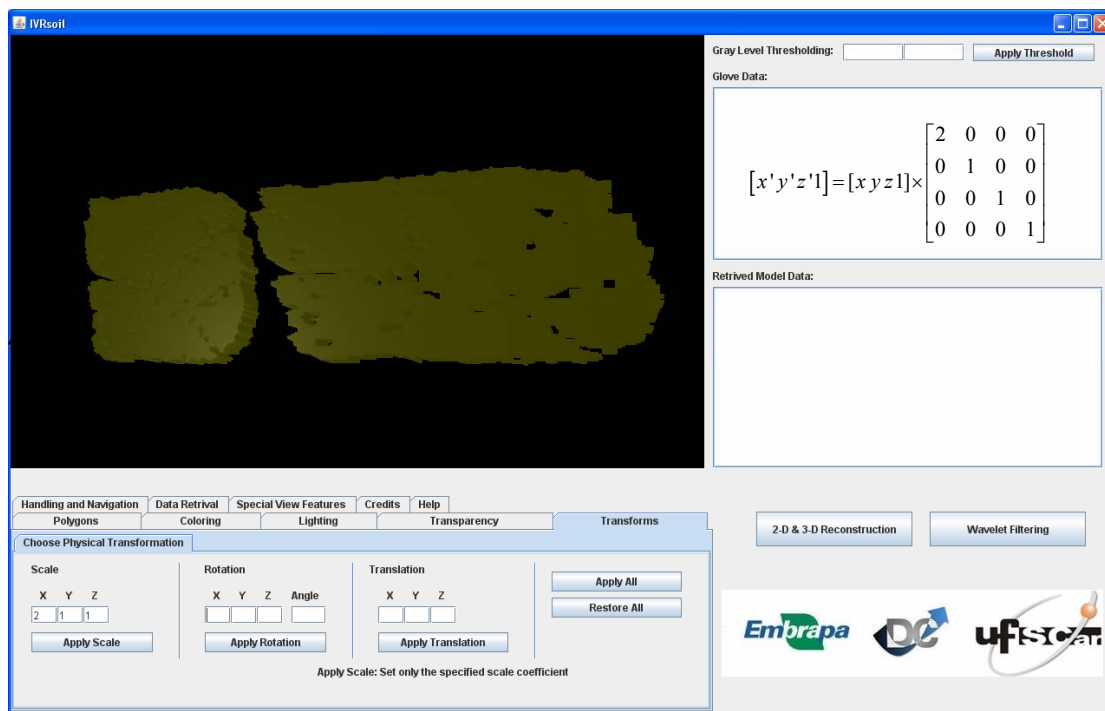 IVRsoil
Gray Level Thresholding:
Apply Threshold
Glove Data:
[x' y' z' 1] = [x y z 1] ×
2 0 0 0
0 1 0 0
0 0 1 0
0 0 0 1
Retrived Model Data:
Handling and Navigation Data Retrival Special View Features Credits Help
Polygons Coloring Lighting Transparency Transforms
Choose Physical Transformation
Scale
X Y Z
2 1 1
Apply Scale
Rotation
X Y Z Angle
Apply Rotation
Translation
X Y Z
Apply Translation
Apply All
Restore All
Apply Scale: Set only the specified scale coefficient
2-D & 3-D Reconstruction
Wavelet Filtering
Embrapa
DC
ufscar